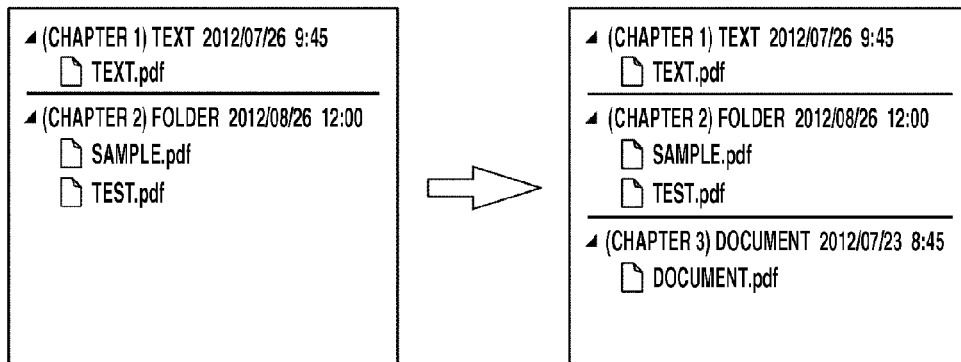 (CHAPTER 1) TEXT 2012/07/26 9:45
TEXT.pdf
(CHAPTER 2) FOLDER 2012/08/26 12:00
SAMPLE.pdf
TEST.pdf
(CHAPTER 1) TEXT 2012/07/26 9:45
TEXT.pdf
(CHAPTER 2) FOLDER 2012/08/26 12:00
SAMPLE.pdf
TEST.pdf
(CHAPTER 3) DOCUMENT 2012/07/23 8:45
DOCUMENT.pdf